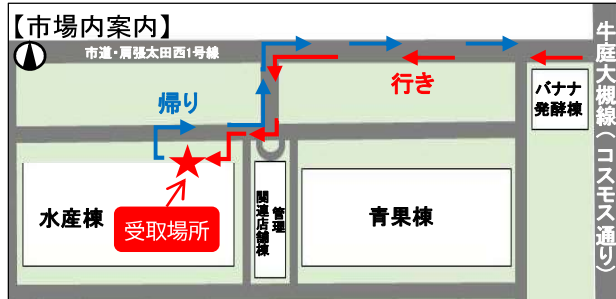 【市場内案内】
市道・肩張太田西1号線
帰り
行き
バナナ
発酵棟
牛庭大槻線(コスモス通り)
水産棟
受取場所
管理
関連店舗棟
青果棟